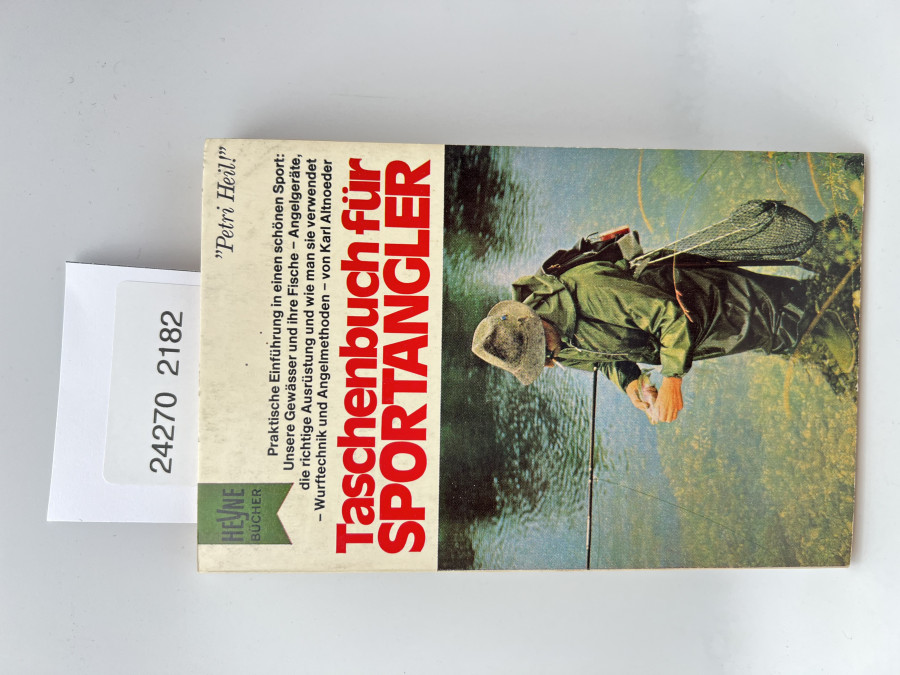 "Petri Heil!"
Praktische Einführung in einen schönen Sport:
Unsere Gewässer und ihre Fische – Angelgeräte,
die richtige Ausrüstung und wie man sie verwendet
– Wurftechnik und Angelmethoden – von Karl Altnoeder
HEYNE
BÜCHER
Taschenbuch für
SPORTANGLER
24270 2182